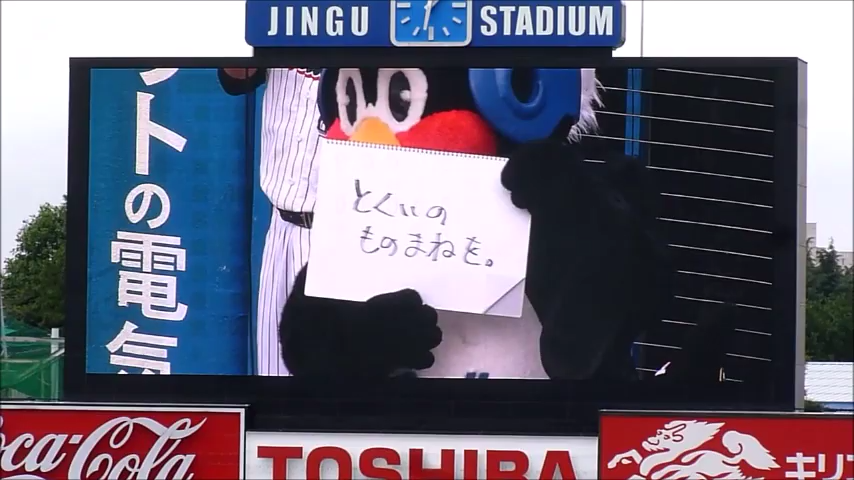 JINGU STADIUM
トの電気
とくいの
ものまねを。
Coca-Cola
TOSHIBA
キリ